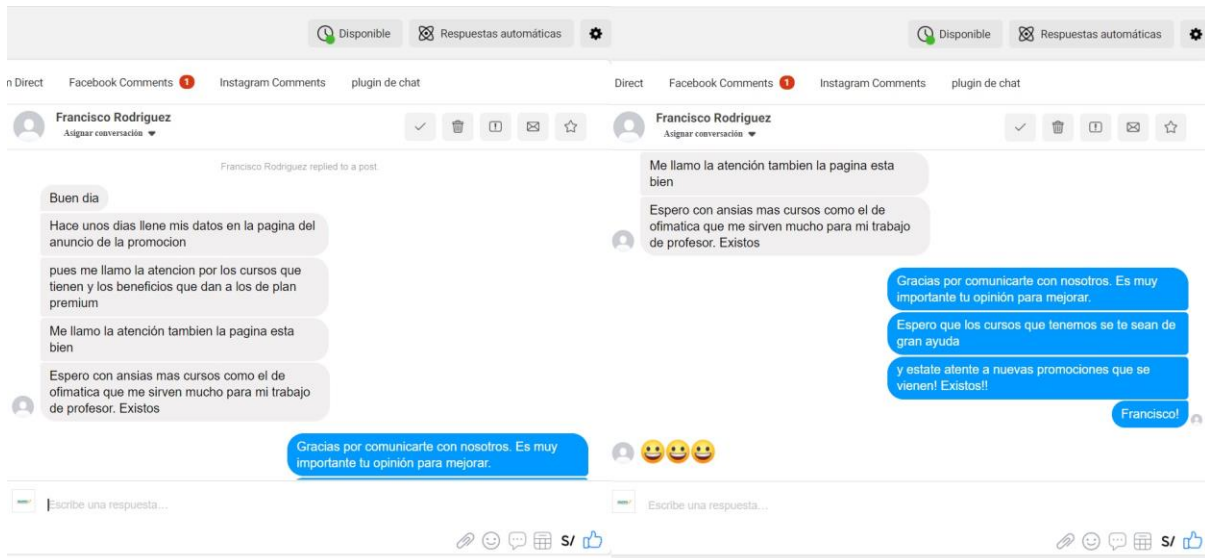 Disponible
Respuestas automáticas
n Direct
Facebook Comments 1
Instagram Comments
plugin de chat
Francisco Rodriguez
Asignar conversación
Francisco Rodriguez replied to a post.
Buen dia
Hace unos dias llene mis datos en la pagina del
anuncio de la promocion
pues me llamo la atencion por los cursos que
tienen y los beneficios que dan a los de plan
premium
Me llamo la atención tambien la pagina esta
bien
Espero con ansias mas cursos como el de
ofimatica que me sirven mucho para mi trabajo
de profesor. Existos
Gracias por comunicarte con nosotros. Es muy
importante tu opinión para mejorar.
Escribe una respuesta...
S/
Disponible
Respuestas automáticas
Direct
Facebook Comments 1
Instagram Comments
plugin de chat
Francisco Rodriguez
Asignar conversación
Me llamo la atención tambien la pagina esta
bien
Espero con ansias mas cursos como el de
ofimatica que me sirven mucho para mi trabajo
de profesor. Existos
Gracias por comunicarte con nosotros. Es muy
importante tu opinión para mejorar.
Espero que los cursos que tenemos se te sean de
gran ayuda
y estate atente a nuevas promociones que se
vienen! Existos!!
Francisco!
Escribe una respuesta...
S/